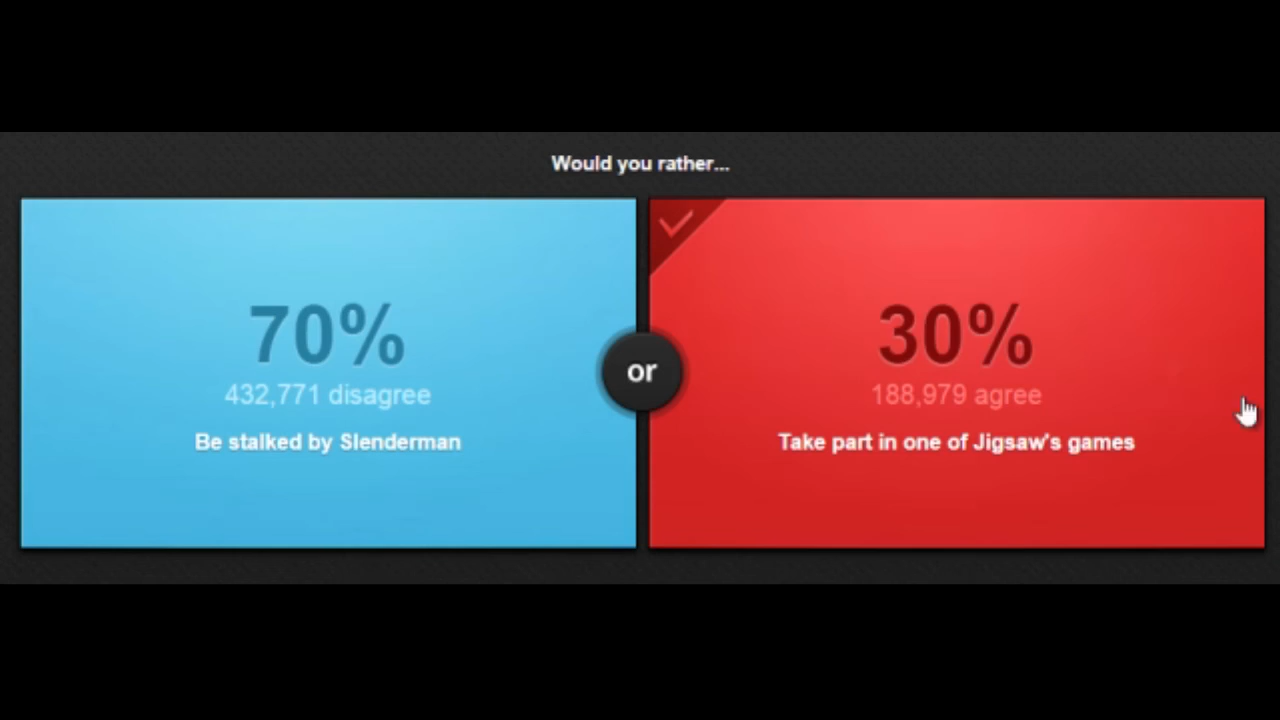 Would you rather...
70%
432,771 disagree
Be stalked by Slenderman
or
30%
188,979 agree
Take part in one of Jigsaw's games